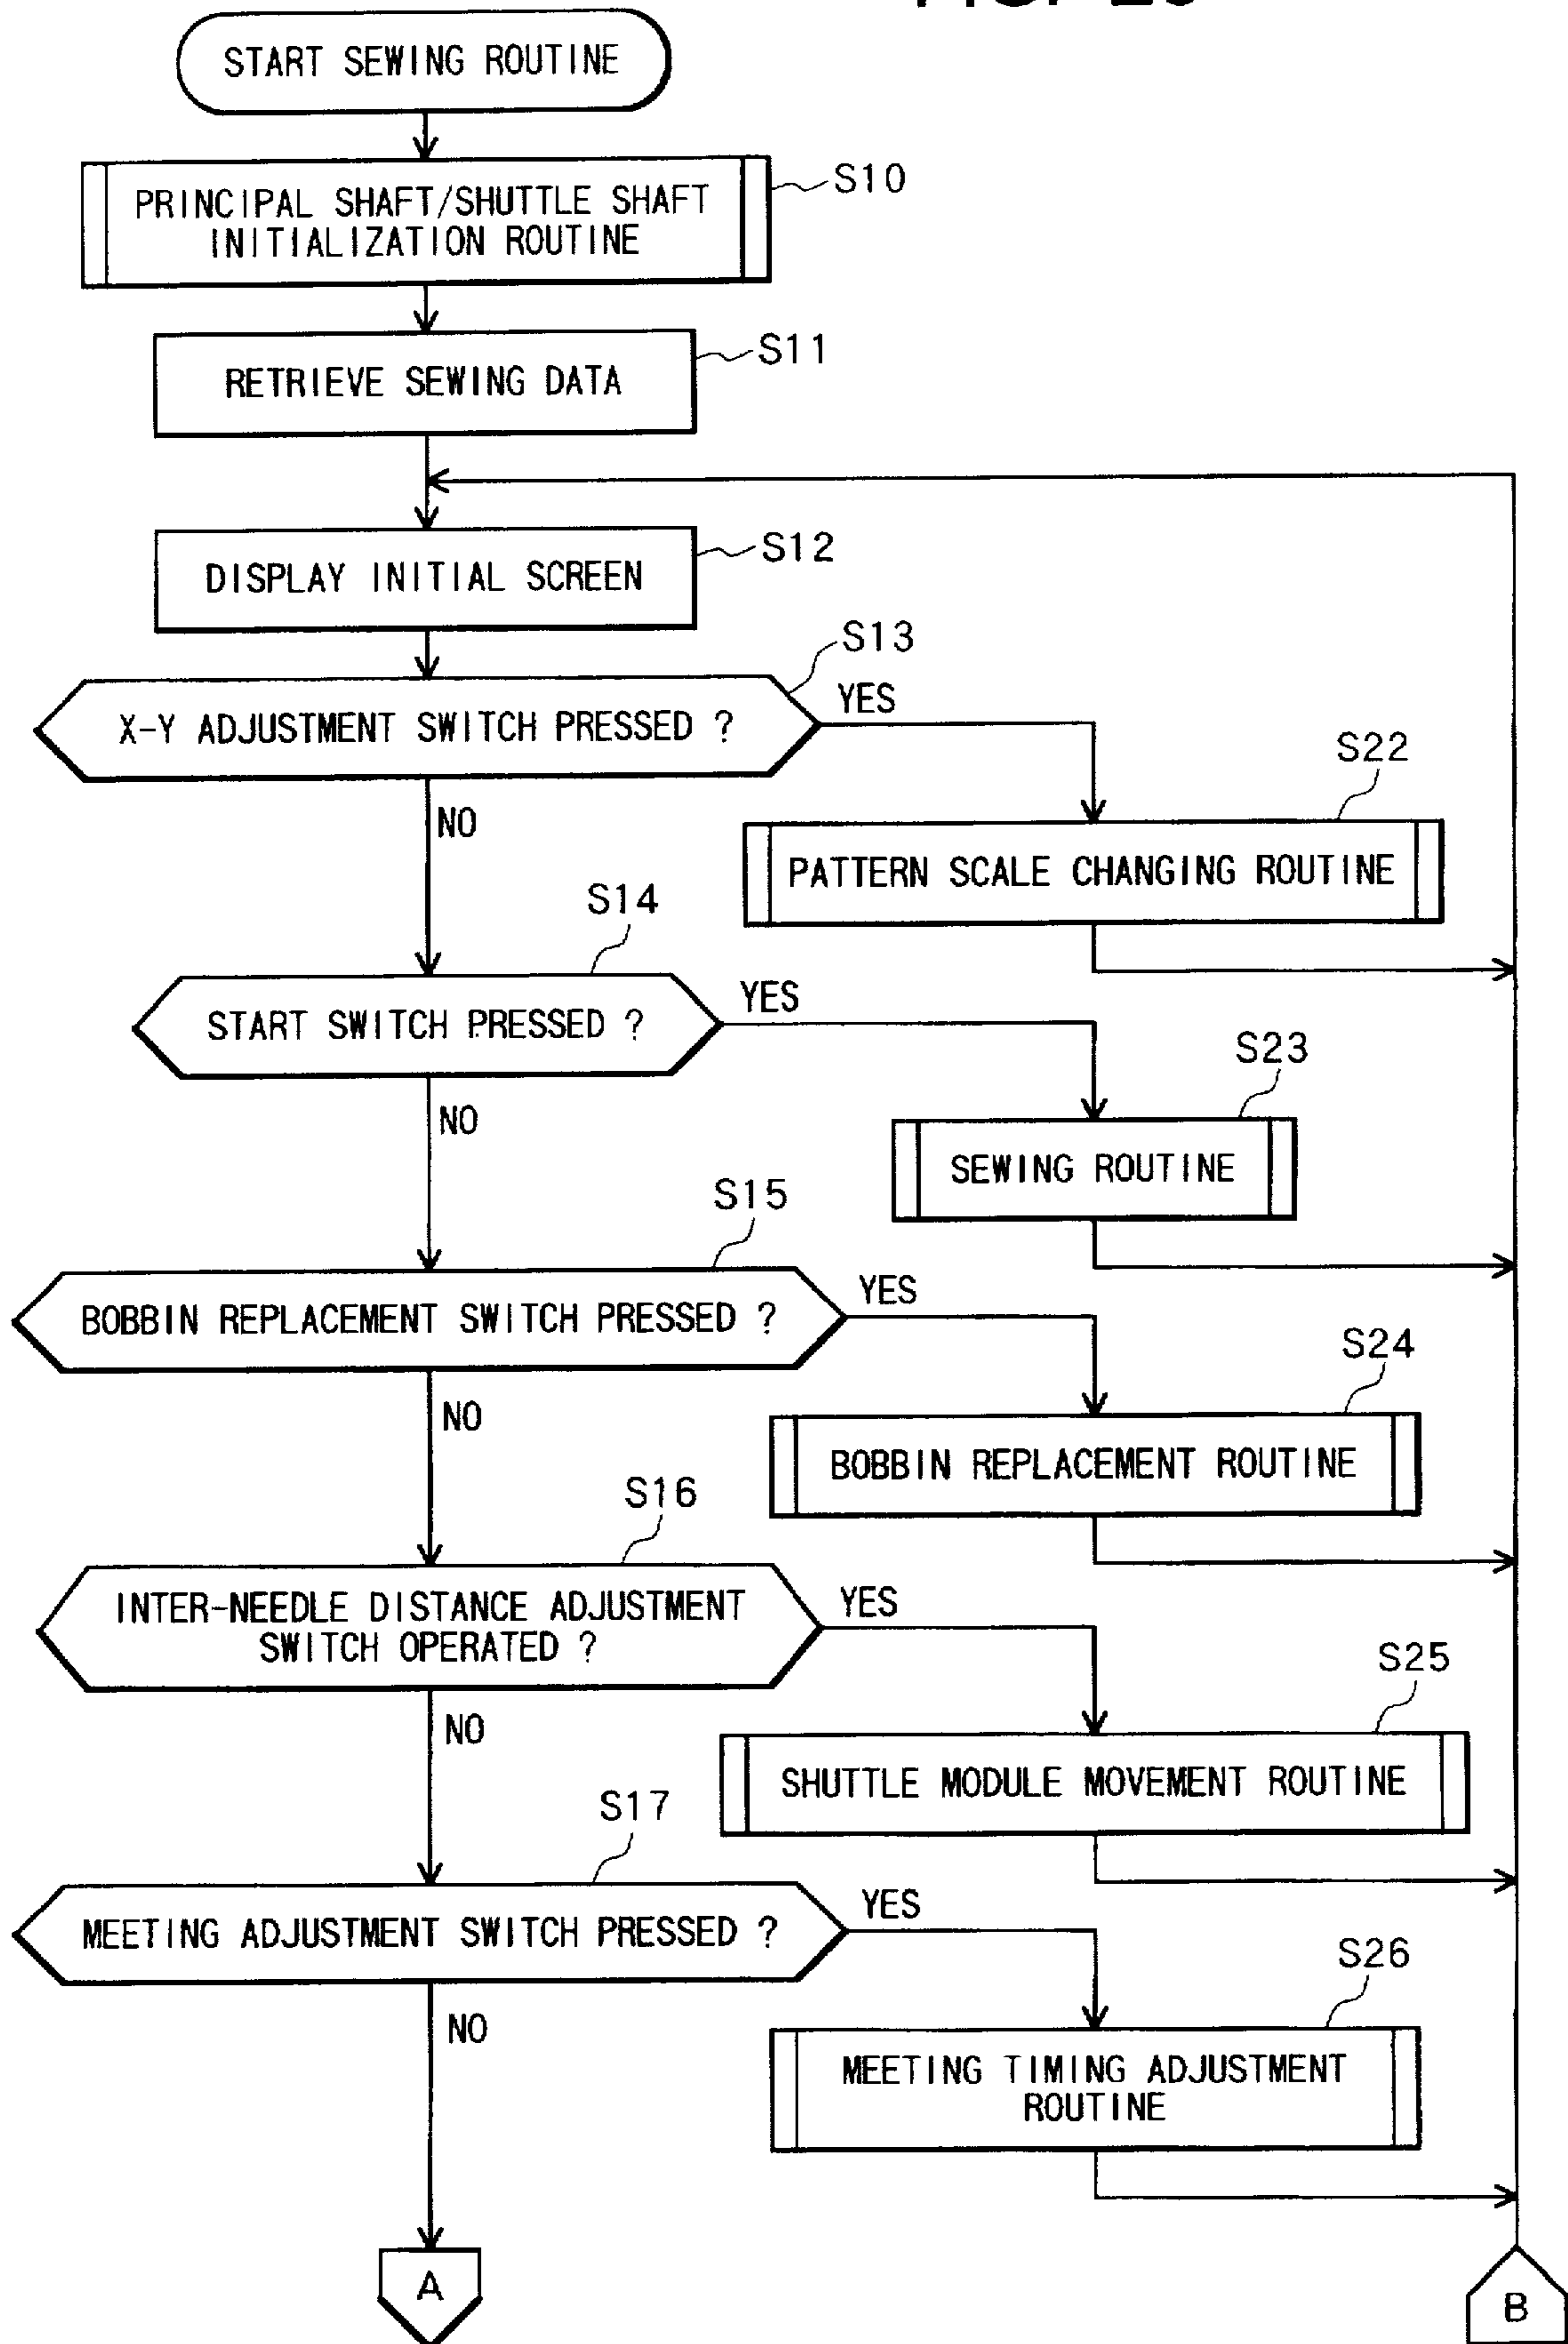 START SEWING ROUTINE
PRINCIPAL SHAFT/SHUTTLE SHAFT
INITIALIZATION ROUTINE
S10
RETRIEVE SEWING DATA
S11
DISPLAY INITIAL SCREEN
S12
X-Y ADJUSTMENT SWITCH PRESSED ?
S13
YES
NO
S22
PATTERN SCALE CHANGING ROUTINE
S14
START SWITCH PRESSED ?
YES
NO
S23
SEWING ROUTINE
S15
BOBBIN REPLACEMENT SWITCH PRESSED ?
YES
NO
S24
BOBBIN REPLACEMENT ROUTINE
S16
INTER-NEEDLE DISTANCE ADJUSTMENT
SWITCH OPERATED ?
YES
NO
S25
SHUTTLE MODULE MOVEMENT ROUTINE
S17
MEETING ADJUSTMENT SWITCH PRESSED ?
YES
NO
S26
MEETING TIMING ADJUSTMENT
ROUTINE
A
B